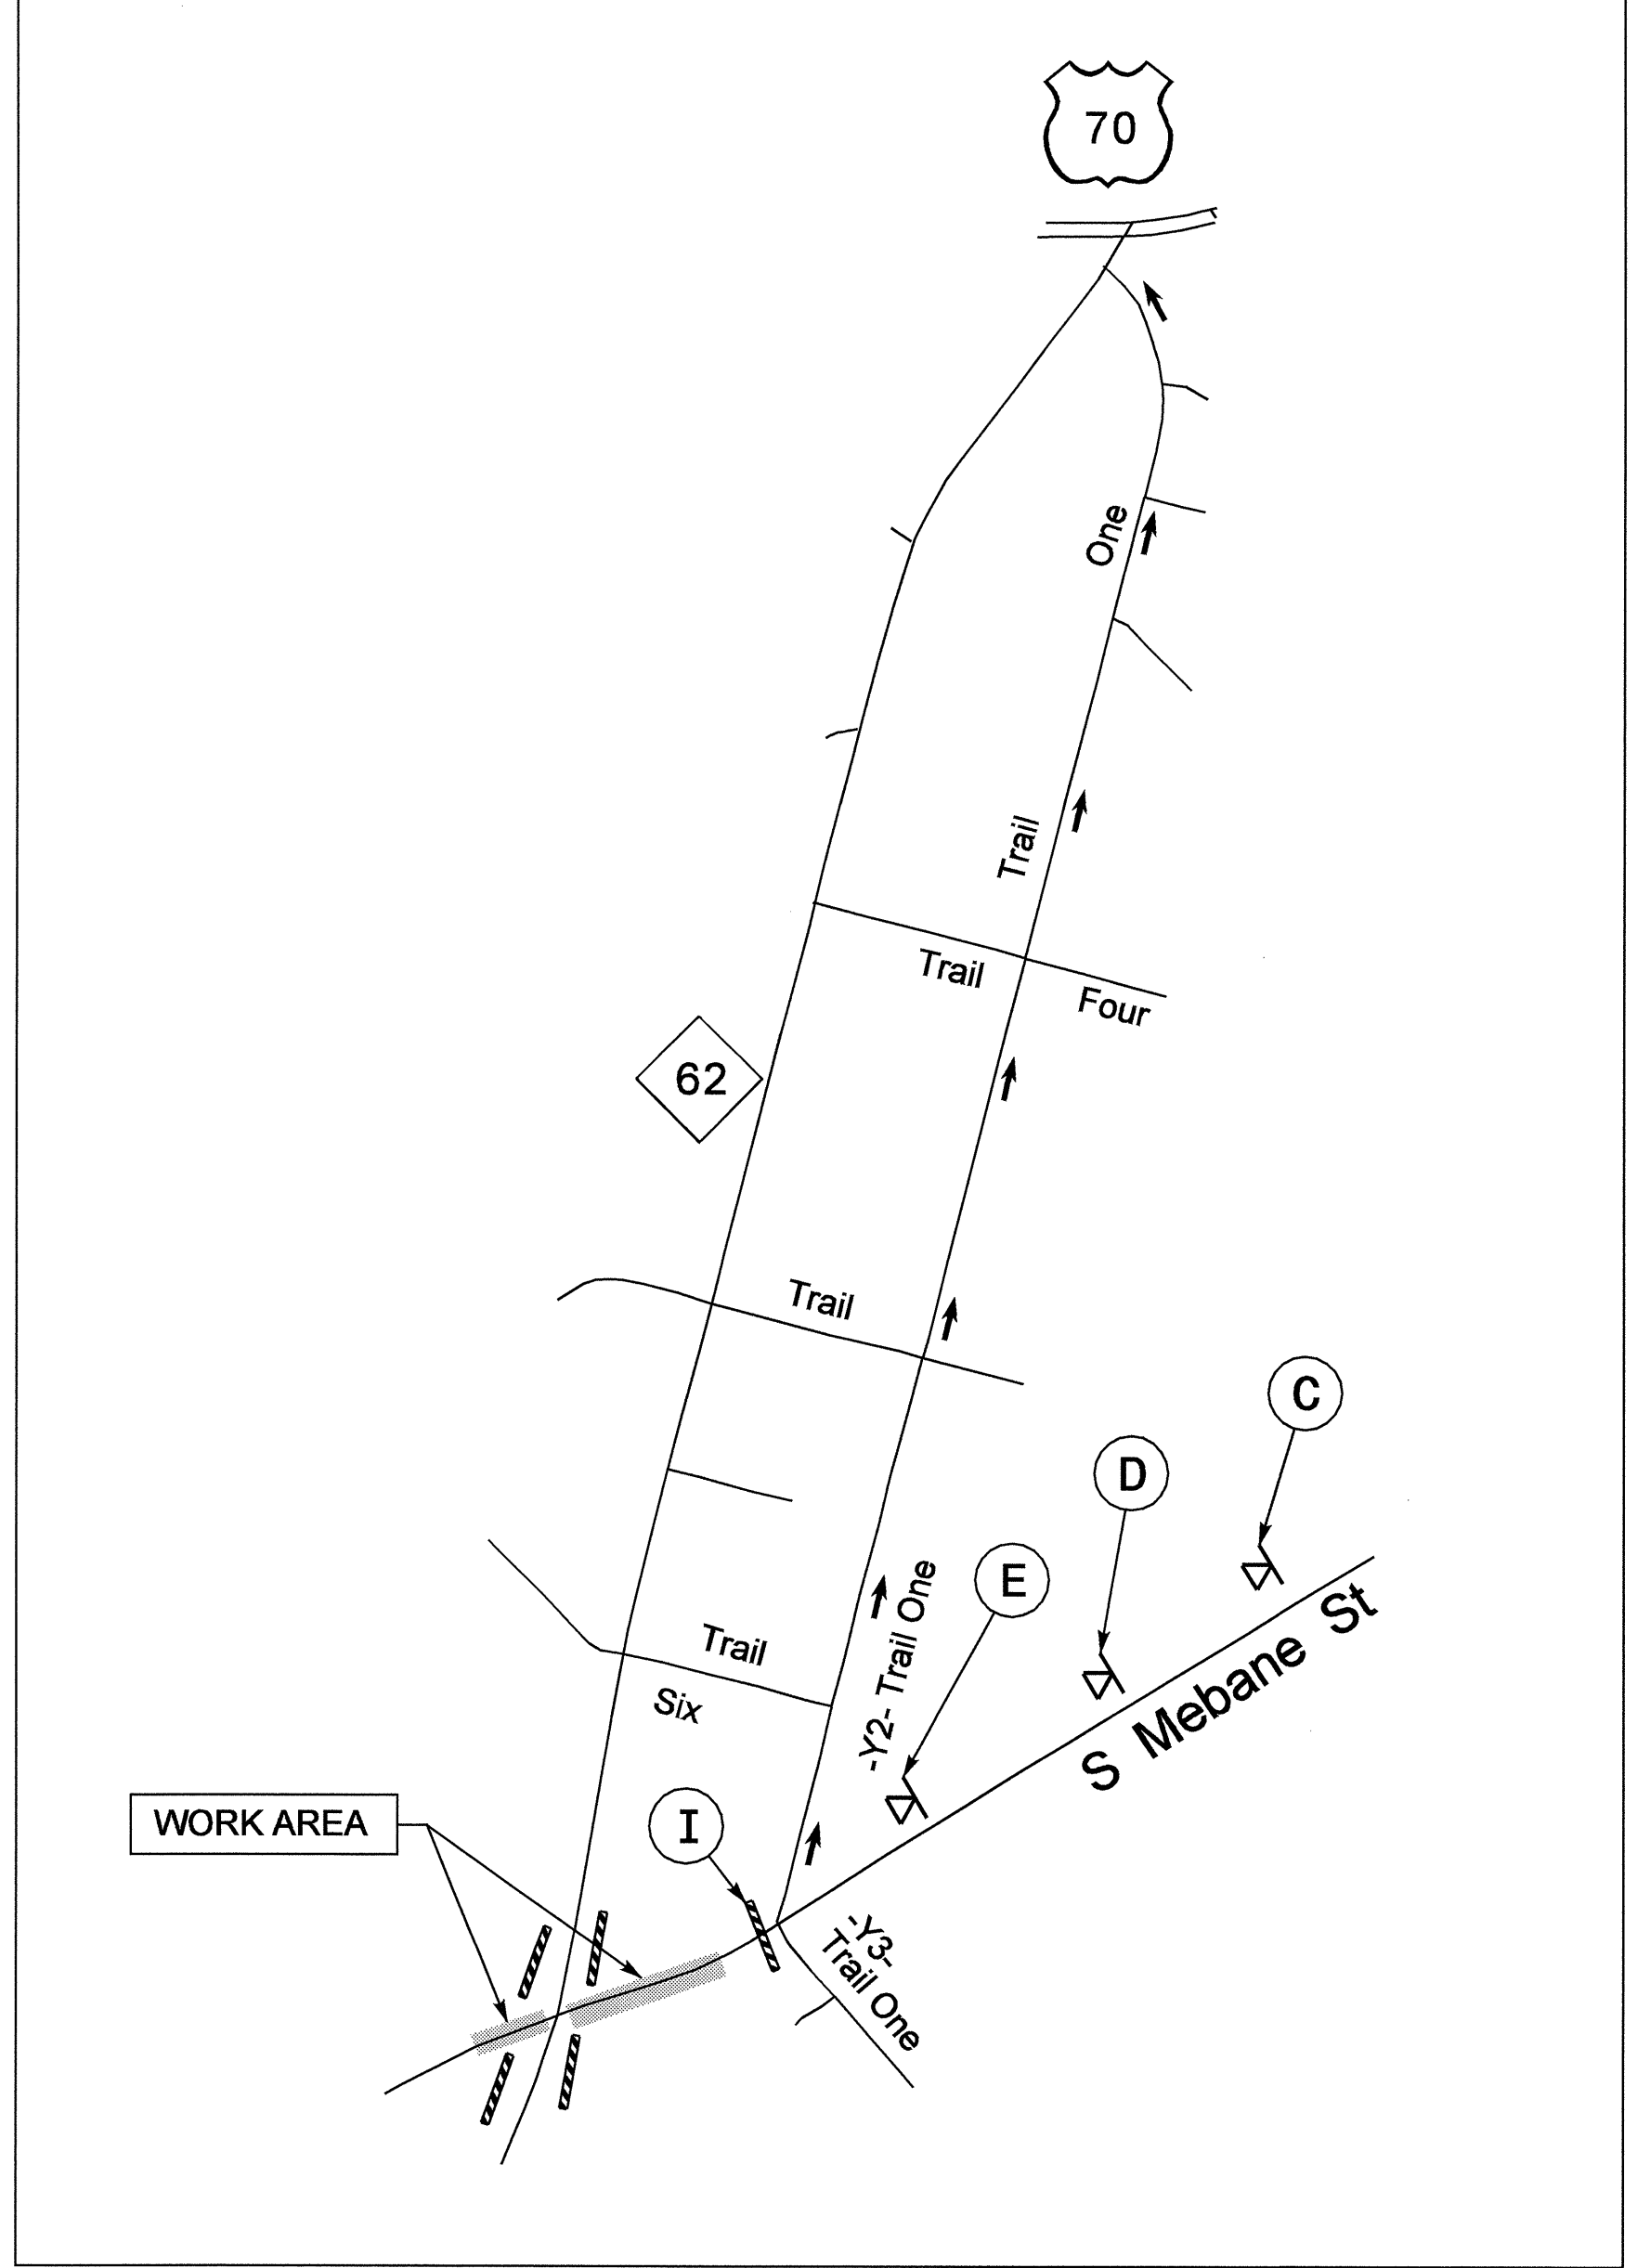 70
One
Trail
Trail
Four
62
Trail
C
D
E
-Y2- Trail One
Trail
Six
S Mebane St
WORK AREA
I
-Y3-
Trail One